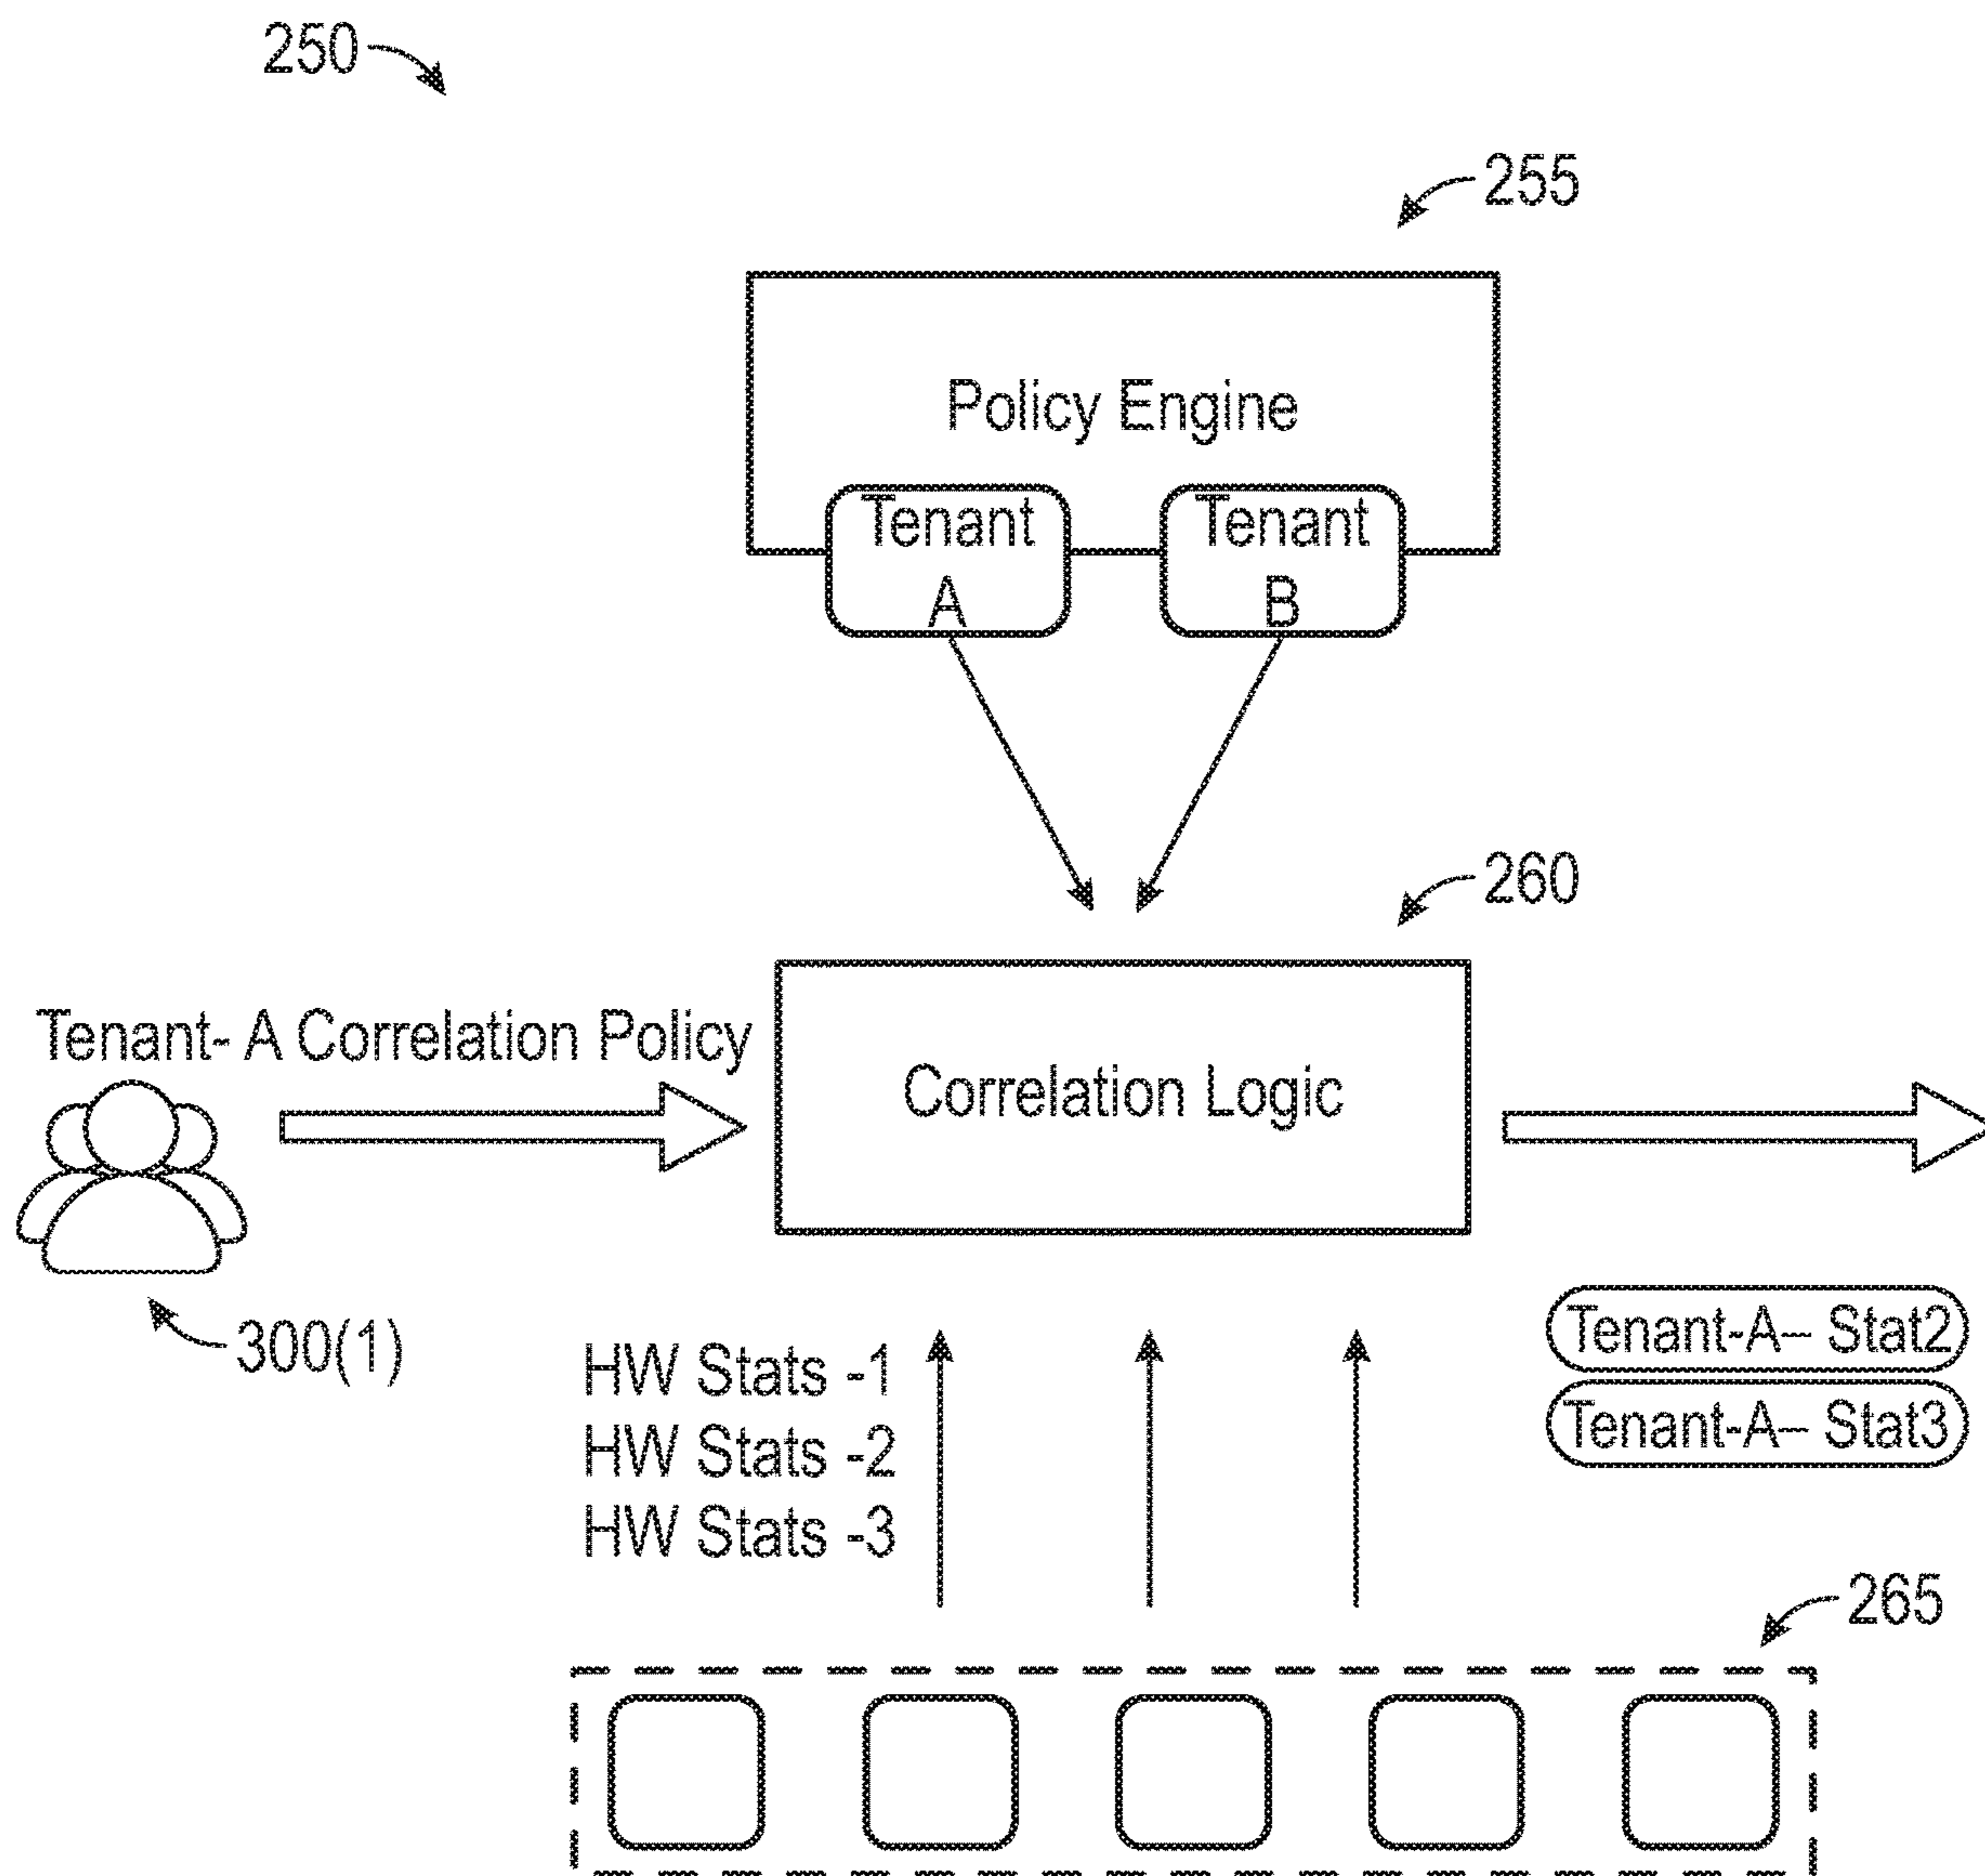 250
255
Policy Engine
Tenant
A
Tenant
B
260
Tenant- A Correlation Policy
Correlation Logic
300(1)
HW Stats -1
HW Stats -2
HW Stats -3
Tenant-A– Stat2
Tenant-A– Stat3
265